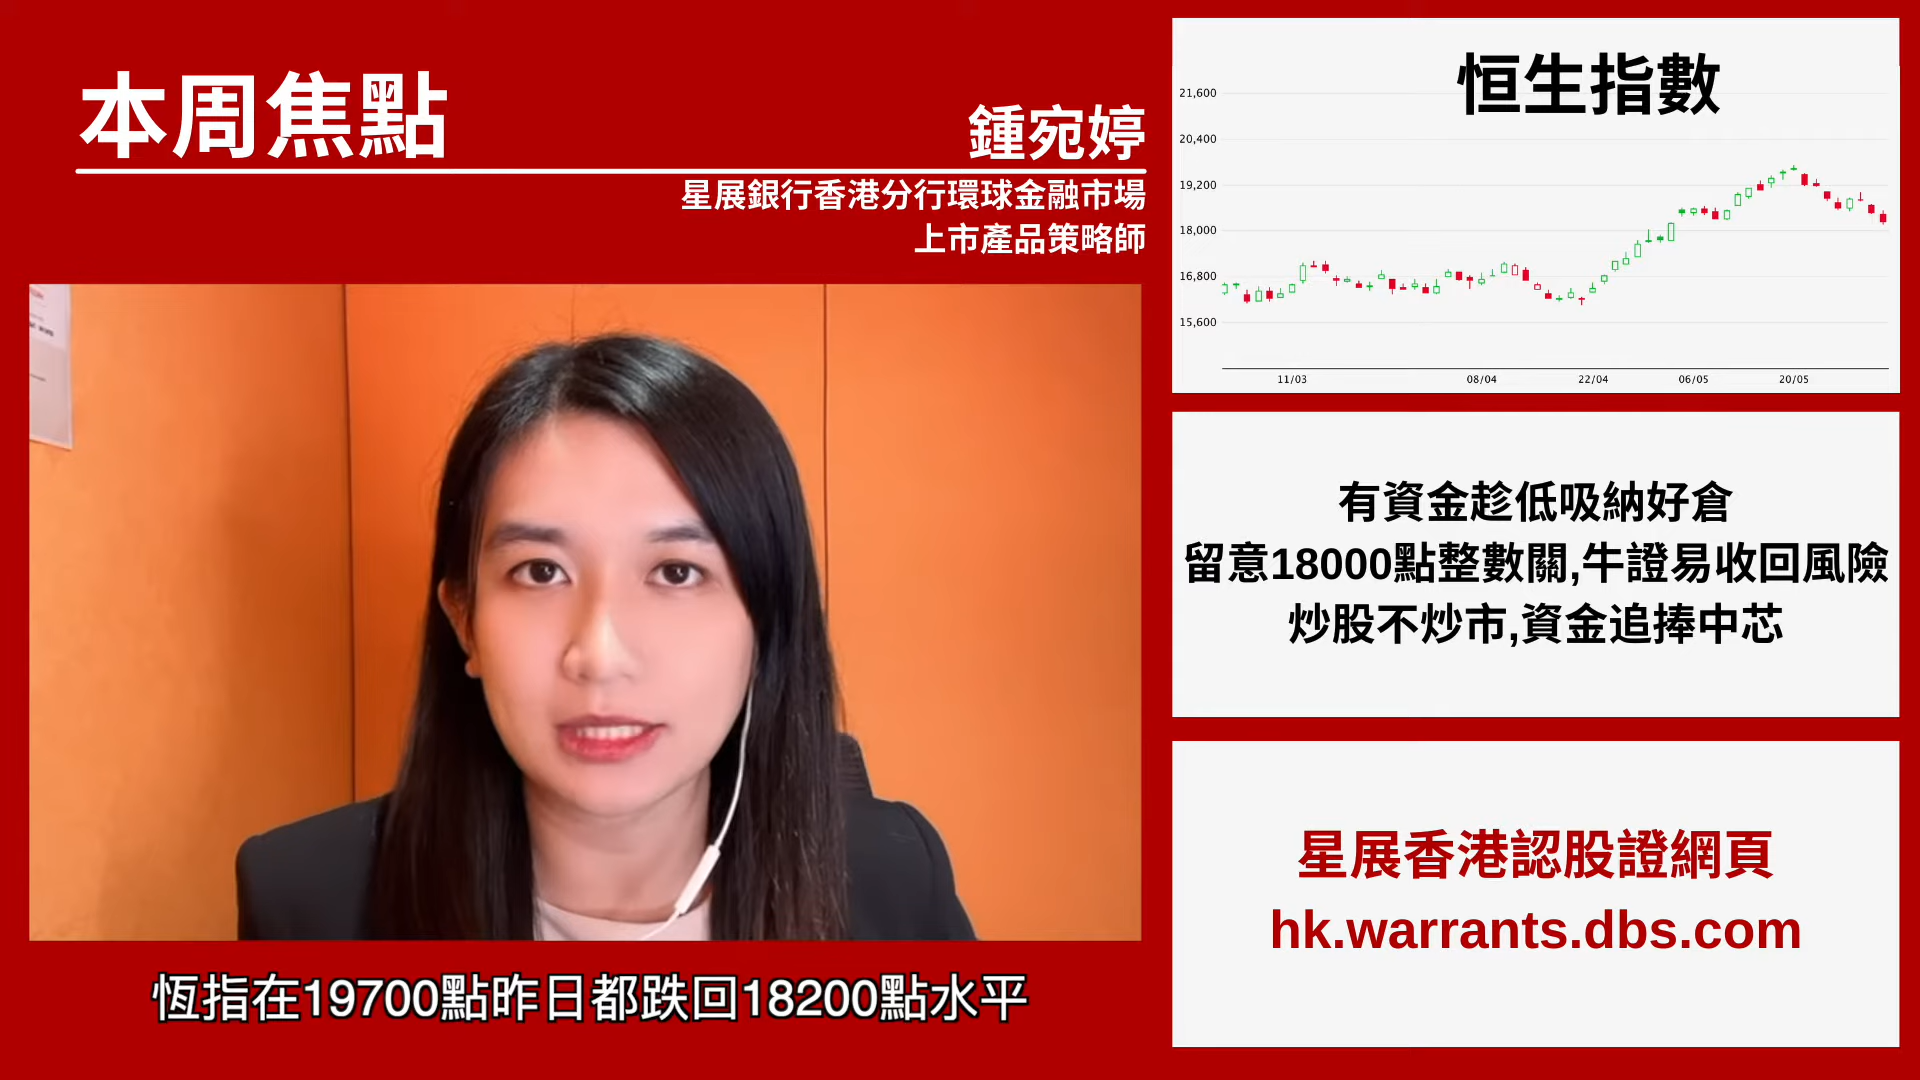 本周焦點
鍾宛婷
星展銀行香港分行環球金融市場
上市產品策略師
恆指在19700點昨日都跌回18200點水平
恒生指數
21,600
20,400
19,200
18,000
16,800
15,600
11/03
08/04
22/04
06/05
20/05
有資金趁低吸納好倉
留意18000點整數關,牛證易收回風險
炒股不炒市,資金追捧中芯
星展香港認股證網頁
hk.warrants.dbs.com